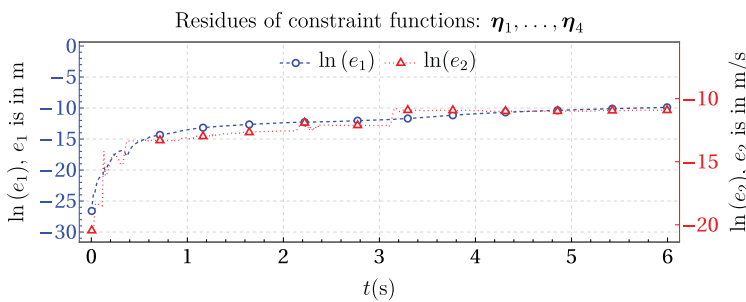 Residues of constraint functions: η₁, . . . , η₄
ln (e₁) ln(e₂)
0
−5
−10
−15
−20
−25
−30
ln (e₁), e₁ is in m
−10
−15
−20
ln (e₂), e₂ is in m/s
0 1 2 3 4 5 6
t(s)